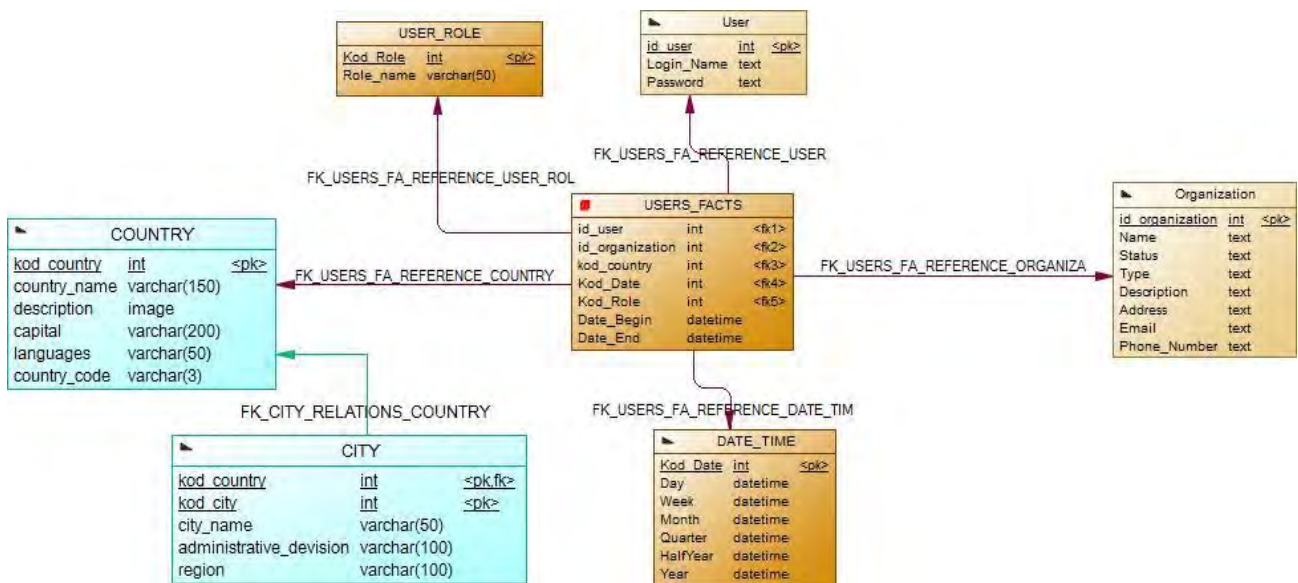 USER_ROLE
Kod_Role int <pk>
Role_name varchar(50)
User
id_user int <pk>
Login_Name text
Password text
FK_USERS_FA_REFERENCE_USER
FK_USERS_FA_REFERENCE_USER_ROL
USERS_FACTS
id_user int <fk1>
id_organization int <fk2>
kod_country int <fk3>
Kod_Date int <fk4>
Kod_Role int <fk5>
Date_Begin datetime
Date_End datetime
Organization
id_organization int <pk>
Name text
Status text
Type text
Description text
Address text
Email text
Phone_Number text
FK_USERS_FA_REFERENCE_ORGANIZA
COUNTRY
kod_country int <pk>
country_name varchar(150)
description image
capital varchar(200)
languages varchar(50)
country_code varchar(3)
FK_USERS_FA_REFERENCE_COUNTRY
FK_CITY_RELATIONS_COUNTRY
FK_USERS_FA_REFERENCE_DATE_TIM
CITY
kod_country int <pk,fk>
kod_city int <pk>
city_name varchar(50)
administrative_devision varchar(100)
region varchar(100)
DATE_TIME
Kod_Date int <pk>
Day datetime
Week datetime
Month datetime
Quarter datetime
HalfYear datetime
Year datetime